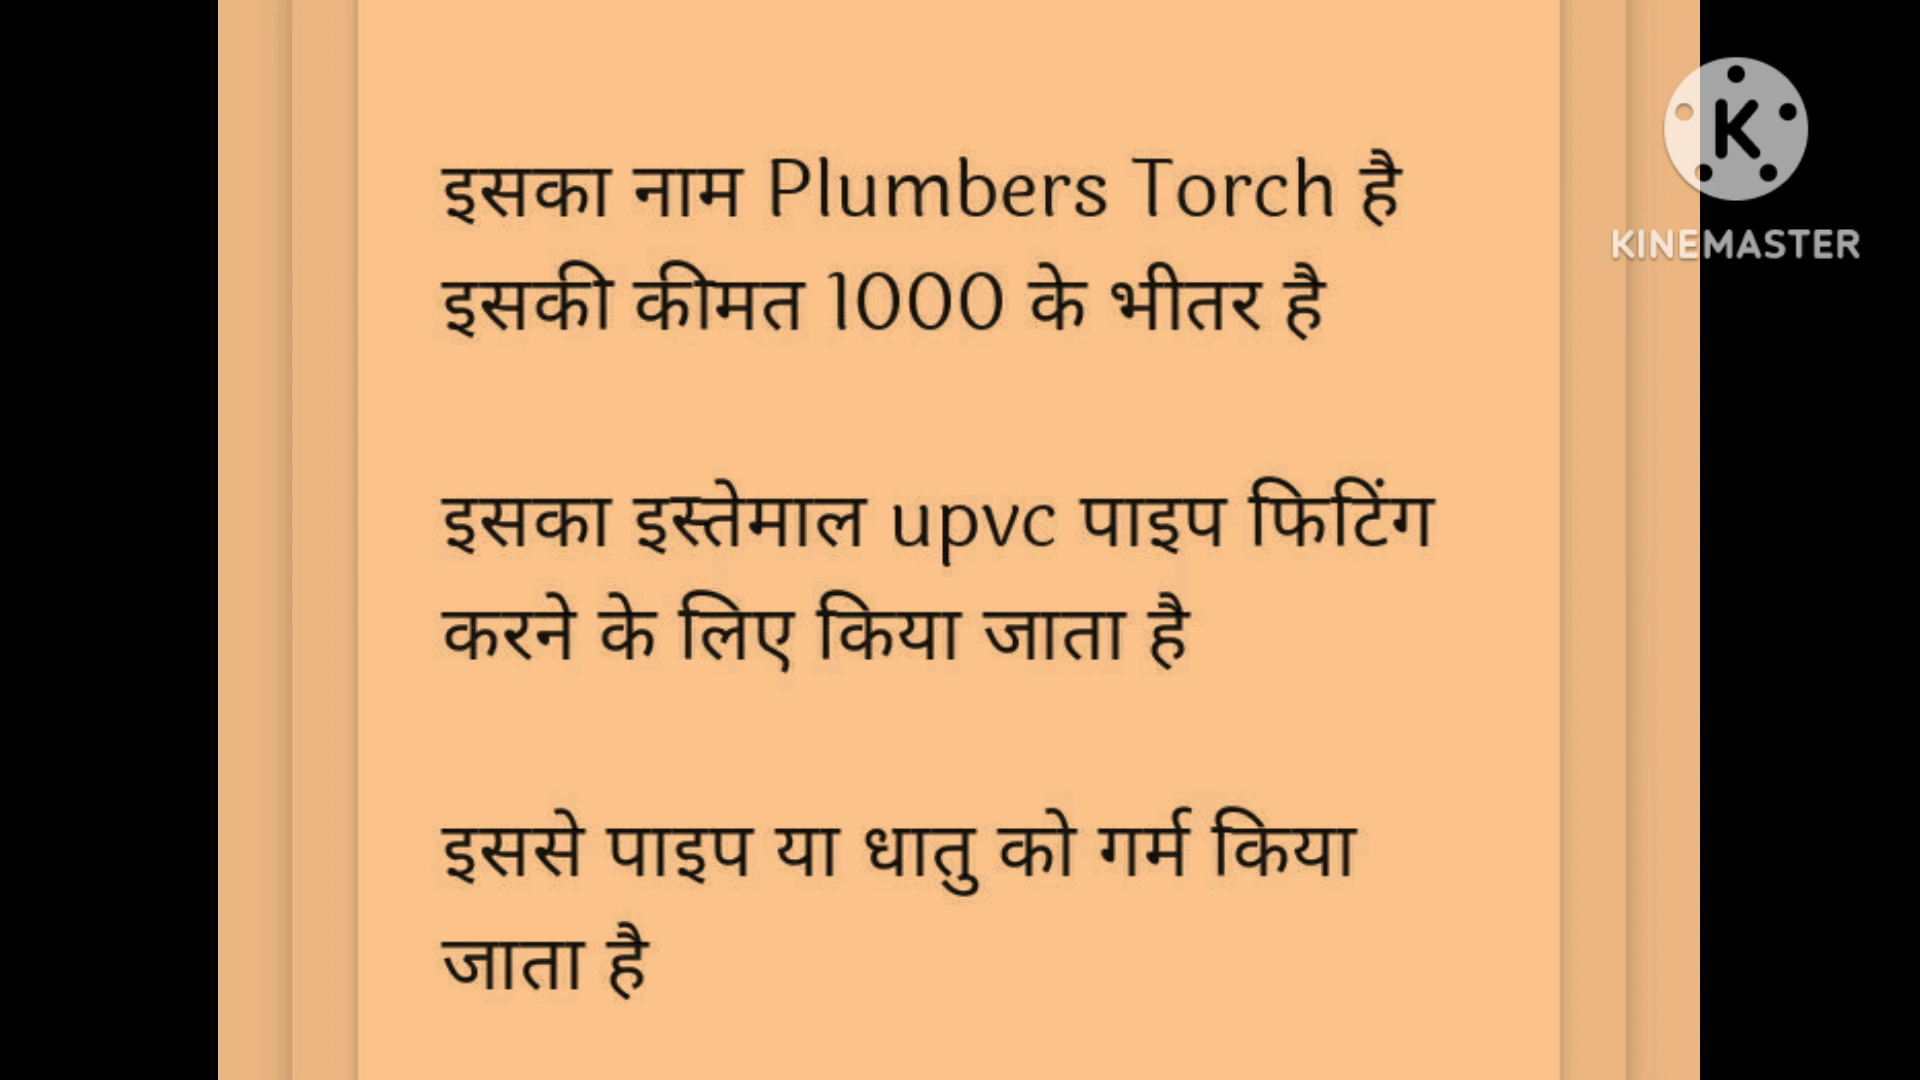 इसका नाम Plumbers Torch है
इसकी कीमत 1000 के भीतर है
इसका इस्तेमाल upvc पाइप फिटिंग
करने के लिए किया जाता है
इससे पाइप या धातु को गर्म किया
जाता है
K
KINEMASTER